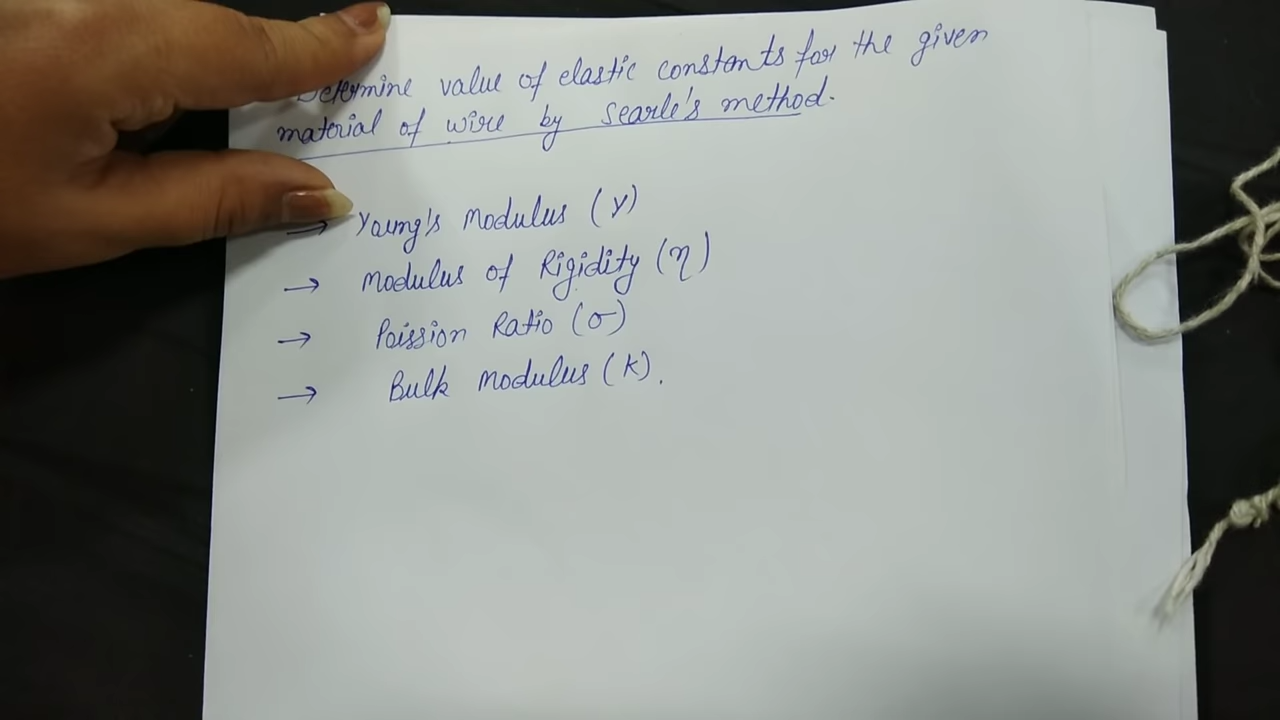 Determine value of elastic constants for the given
material of wire by Searle's method.
→ Young's Modulus (Y)
→ Modulus of Rigidity (η)
→ Poission Ratio (σ)
→ Bulk Modulus (K).